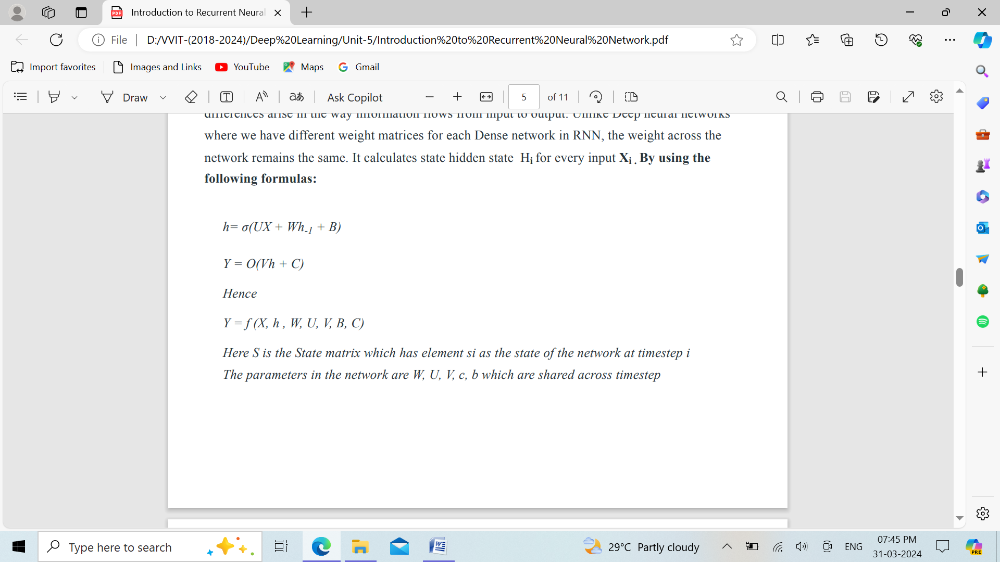 Introduction to Recurrent Neural
File
D:/VVIT-(2018-2024)/Deep%20Learning/Unit-5/Introduction%20to%20Recurrent%20Neural%20Network.pdf
Import favorites
Images and Links
YouTube
Maps
Gmail
Draw
Ask Copilot
5
of 11
differences arise in the way information flows from input to output. Unlike Deep neural networks
where we have different weight matrices for each Dense network in RNN, the weight across the
network remains the same. It calculates state hidden state Hi for every input Xi . By using the
following formulas:
h= σ(UX + Wh-1 + B)
Y = O(Vh + C)
Hence
Y = f (X, h , W, U, V, B, C)
Here S is the State matrix which has element si as the state of the network at timestep i
The parameters in the network are W, U, V, c, b which are shared across timestep
Type here to search
29°C Partly cloudy
ENG
07:45 PM
31-03-2024
PRE